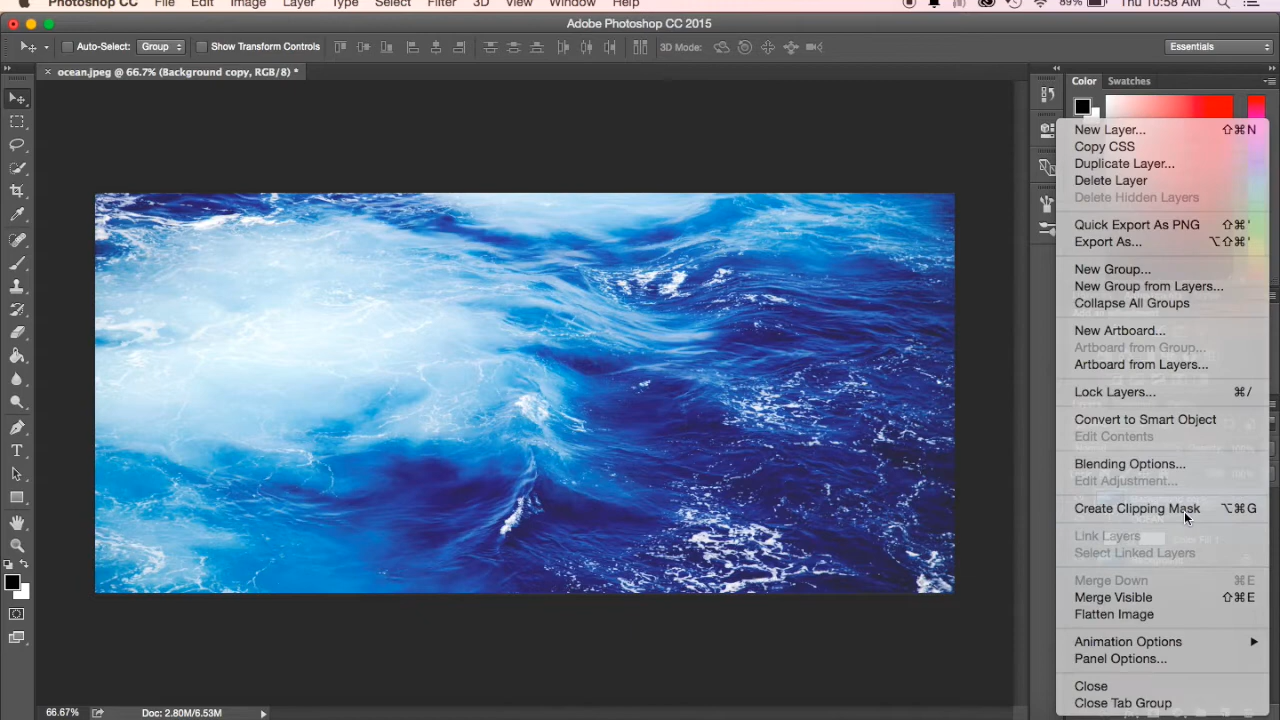 Photoshop CC File Edit Image Layer Type Select Filter 3D View Window Help 89% Thu 10:58 AM
Adobe Photoshop CC 2015
Auto-Select: Group Show Transform Controls 3D Mode: Essentials
× ocean.jpeg @ 66.7% (Background copy, RGB/8) *
Color Swatches
New Layer... ⇧⌘N
Copy CSS
Duplicate Layer...
Delete Layer
Delete Hidden Layers
Quick Export As PNG ⇧⌘'
Export As... ⌥⇧⌘'
New Group...
New Group from Layers...
Collapse All Groups
New Artboard...
Artboard from Group...
Artboard from Layers...
Lock Layers... ⌘/
Convert to Smart Object
Edit Contents
Blending Options...
Edit Adjustment...
Create Clipping Mask ⌥⌘G
Link Layers
Color Fill 1
Select Linked Layers
Merge Down ⌘E
Merge Visible ⇧⌘E
Flatten Image
Animation Options
Panel Options...
Close
Close Tab Group
66.67% Doc: 2.80M/6.53M